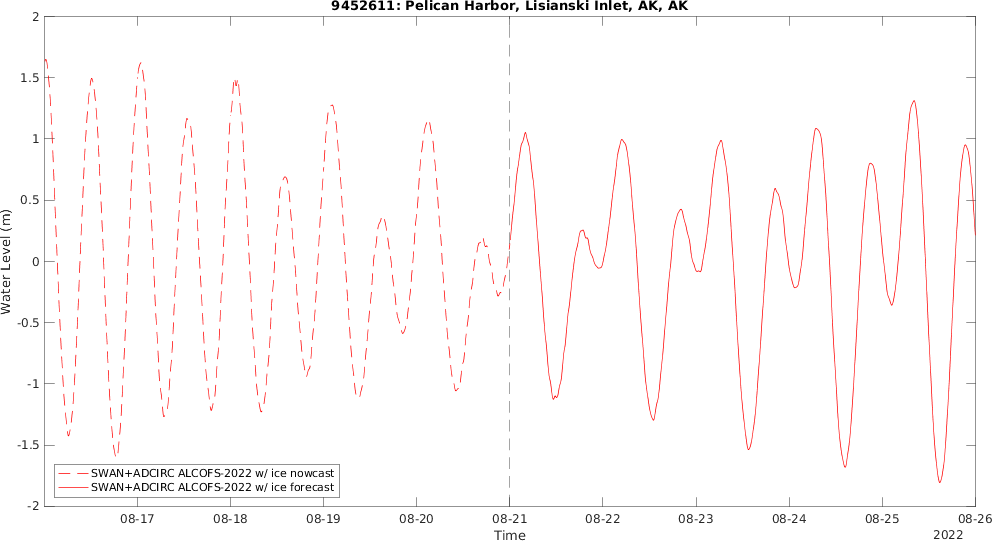 9452611: Pelican Harbor, Lisianski Inlet, AK, AK
Water Level (m)
2
1.5
1
0.5
0
-0.5
-1
-1.5
-2
SWAN+ADCIRC ALCOFS-2022 w/ ice nowcast
SWAN+ADCIRC ALCOFS-2022 w/ ice forecast
08-17 08-18 08-19 08-20 08-21 08-22 08-23 08-24 08-25 08-26
Time
2022